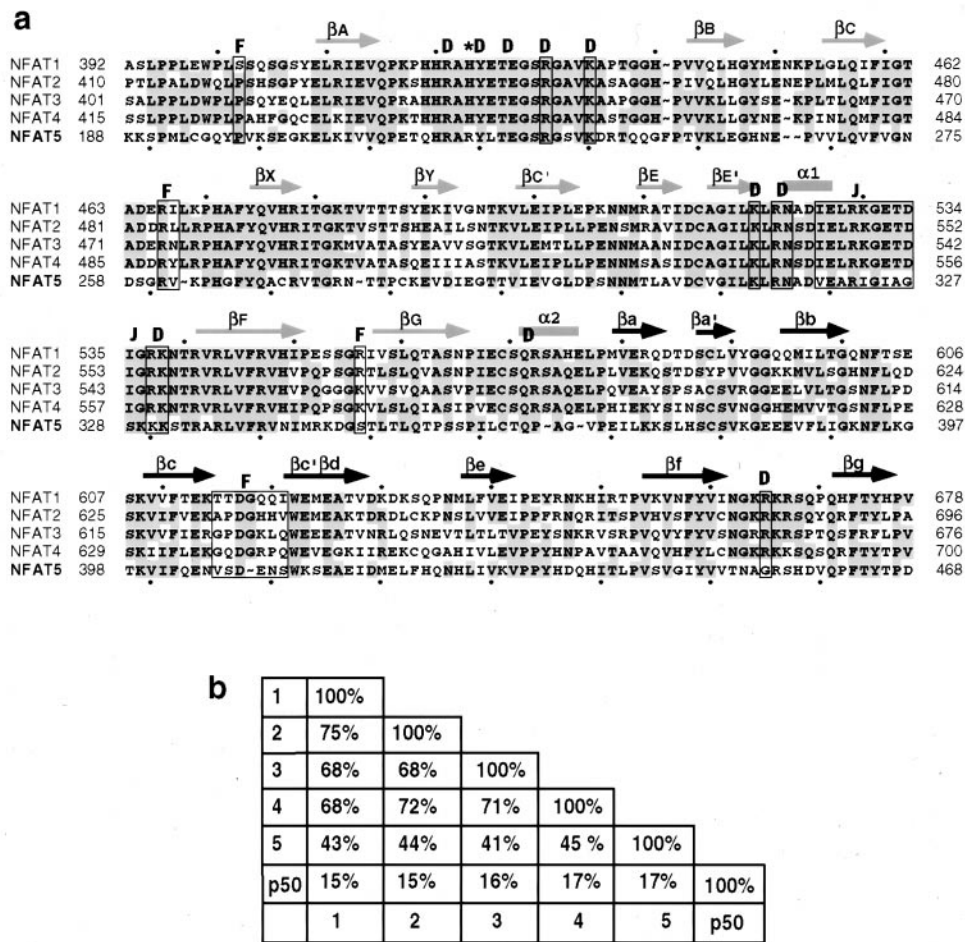 a
F βA D * D D D D βB βC
NFAT1 392 ASLPPLEWPLSSQSGSYELRIEVQPKPHHRAHYETEGSRGAVKAPTGGH~PVVQLHGYMENKPLGLQIFIGT 462
NFAT2 410 PTLPALDWQLPSHSGPYELRIEVQPKSHHRAHYETEGSRGAVKASAGGH~PIVQLHGYLENEPLMLQLFIGT 480
NFAT3 401 SALPPLDWPLPSQYEQLELRIEVQPRAHHRAHYETEGSRGAVKAAPGGH~PVVKLLGYSE~KPLTLQMFIGT 470
NFAT4 415 SSLPPLDWPLPAHFGQCELKIEVQPKTHHRAHYETEGSRGAVKASTGGH~PVVKLLGYNE~KPINLQMFIGT 484
NFAT5 188 KKSPMLCGQYPVKSEGKELKIVVQPETQHRARYLTEGSRGSVKDRTQQGFPTVKLEGHNE~~PVVLQVFVGN 275
F βX βY βC' βE βE' D D α1 J
NFAT1 463 ADERILKPHAFYQVHRITGKTVTTTSYEKIVGNTKVLEIPLEPKNNMRATIDCAGILKLRNADIELRKGETD 534
NFAT2 481 ADDRLLRPHAFYQVHRITGKTVSTTSHEAILSNTKVLEIPLLPENSMRAVIDCAGILKLRNSDIELRKGETD 552
NFAT3 471 ADERNLRPHAFYQVHRITGKMVATASYEAVVSGTKVLEMTLLPENNMAANIDCAGILKLRNSDIELRKGETD 542
NFAT4 485 ADDRYLRPHAFYQVHRITGKTVATASQEIIIASTKVLEIPLLPENNMSASIDCAGILKLRNSDIELRKGETD 556
NFAT5 258 DSGRV~KPHGFYQACRVTGRN~TTPCKEVDIEGTTVIEVGLDPSNNMTLAVDCVGILKLRNADVEARIGIAG 327
J D βF F βG D α2 βa βa' βb
NFAT1 535 IGRKNTRVRLVFRVHIPESSGRIVSLQTASNPIECSQRSAHELPMVERQDTDSCLVYGGQQMILTGQNFTSE 606
NFAT2 553 IGRKNTRVRLVFRVHVPQPSGRTLSLQVASNPIECSQRSAQELPLVEKQSTDSYPVVGGKKMVLSGHNFLQD 624
NFAT3 543 IGRKNTRVRLVFRVHVPQGGGKVVSVQAASVPIECSQRSAQELPQVEAYSPSACSVRGGEELVLTGSNFLPD 614
NFAT4 557 IGRKNTRVRLVFRVHIPQPSGKVLSLQIASIPVECSQRSAQELPHIEKYSINSCSVNGGHEMVVTGSNFLPE 628
NFAT5 328 SKKKSTRARLVFRVNIMRKDGSTLTLQTPSSPILCTQP~AG~VPEILKKSLHSCSVKGEEEVFLIGKNFLKG 397
βc F βc' βd βe βf D βg
NFAT1 607 SKVVFTEKTTDGQQIWEMEATVDKDKSQPNMLFVEIPEYRNKHIRTPVKVNFYVINGKRKRSQPQHFTYHPV 678
NFAT2 625 SKVIFVEKAPDGHHVWEMEAKTDRDLCKPNSLVVEIPPFRNQRITSPVHVSFYVCNGKRKRSQYQRFTYLPA 696
NFAT3 615 SKVVFIERGPDGKLQWEEEATVNRLQSNEVTLTLTVPEYSNKRVSRPVQVYFYVSNGRRKRSPTQSFRFLPV 676
NFAT4 629 SKIIFLEKGQDGRPQWEVEGKIIREKCQGAHIVLEVPPYHNPAVTAAVQVHFYLCNGKRKKSQSQRFTYTPV 700
NFAT5 398 TKVIFQENVSD~ENSWKSEAEIDMELFHQNHLIVKVPPYHDQHITLPVSVGIYVVTNAGRSHDVQPFTYTPD 468
b
1 100%
2 75% 100%
3 68% 68% 100%
4 68% 72% 71% 100%
5 43% 44% 41% 45 % 100%
p50 15% 15% 16% 17% 17% 100%
1 2 3 4 5 p50